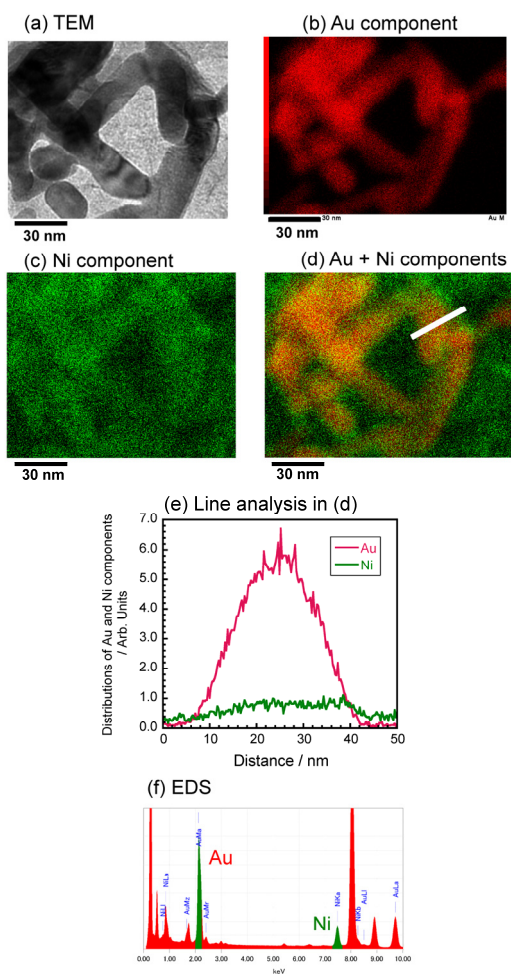 (a) TEM
(b) Au component
30 nm
30 nm
Au M
30 nm
(c) Ni component
(d) Au + Ni components
30 nm
30 nm
(e) Line analysis in (d)
Distributions of Au and Ni components
/ Arb. Units
7.0
6.0
5.0
4.0
3.0
2.0
1.0
0.0
Au
Ni
0
10
20
30
40
50
Distance / nm
(f) EDS
NiLl
NiLa
AuMz
AuMa
AuMr
Au
Ni
NiKa
NiKb
AuLl
AuLa
0.00
1.00
2.00
3.00
4.00
5.00
6.00
7.00
8.00
9.00
10.00
keV